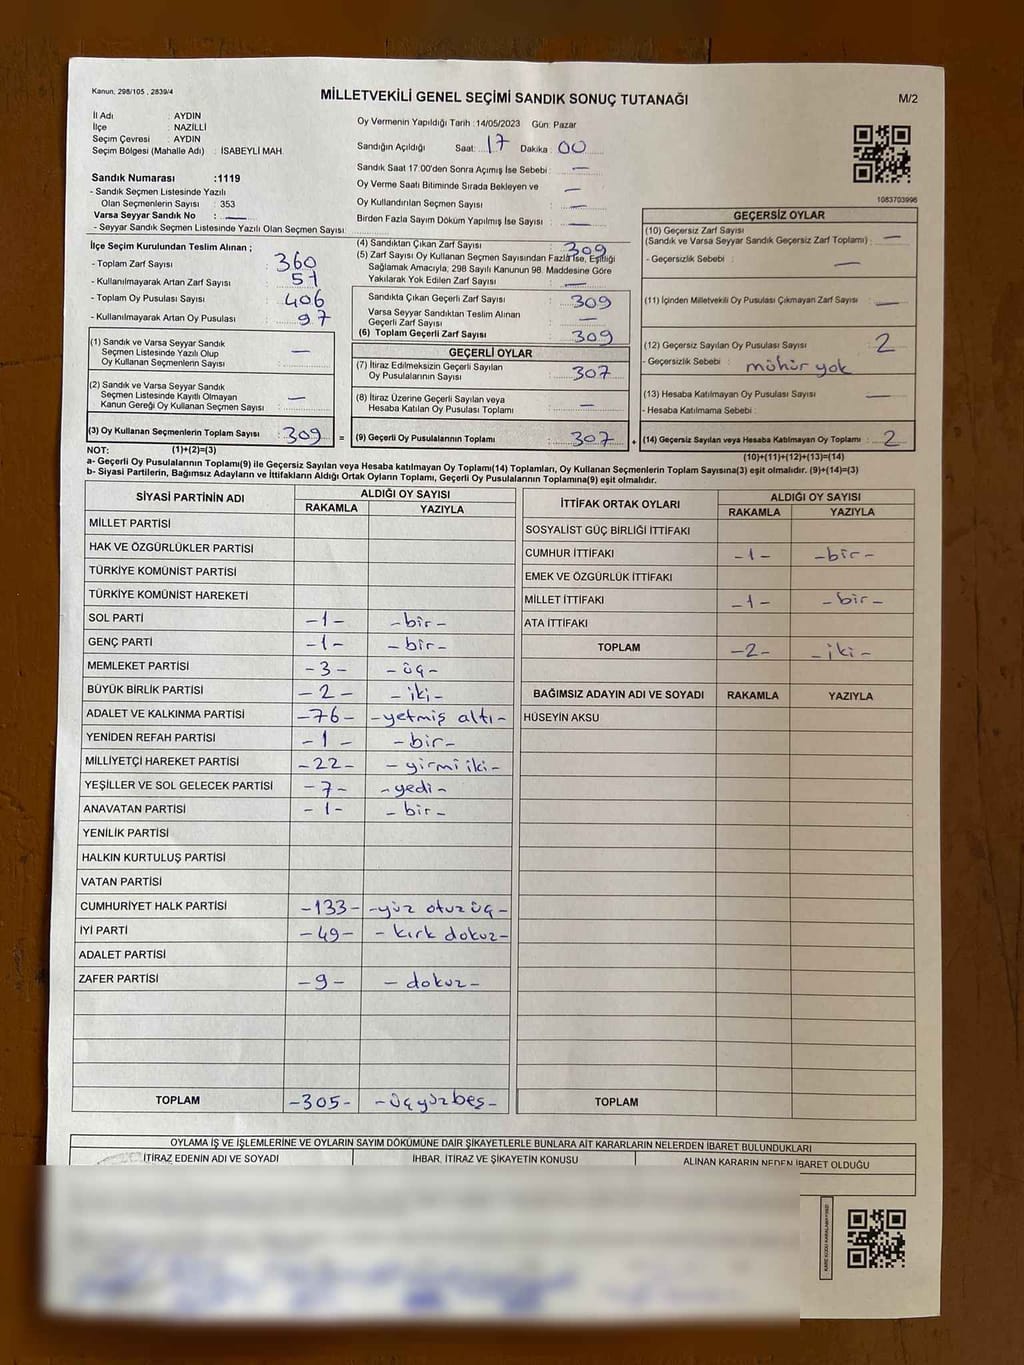 Kanun: 298/105 , 2839/4
MİLLETVEKİLİ GENEL SEÇİMİ SANDIK SONUÇ TUTANAĞI
M/2
İl Adı : AYDIN
İlçe : NAZİLLİ
Seçim Çevresi : AYDIN
Seçim Bölgesi (Mahalle Adı) : İSABEYLİ MAH.
Sandık Numarası :1119
- Sandık Seçmen Listesinde Yazılı
Olan Seçmenlerin Sayısı : 353
Varsa Seyyar Sandık No : —
- Seyyar Sandık Seçmen Listesinde Yazılı Olan Seçmen Sayısı:
Oy Vermenin Yapıldığı Tarih :14/05/2023 Gün: Pazar
Sandığın Açıldığı Saat: 17 Dakika : 00
Sandık Saat 17.00'den Sonra Açımış İse Sebebi : —
Oy Verme Saati Bitiminde Sırada Bekleyen ve —
Oy Kullandırılan Seçmen Sayısı : —
Birden Fazla Sayım Döküm Yapılmış İse Sayısı : —
1083703996
İlçe Seçim Kurulundan Teslim Alınan ;
- Toplam Zarf Sayısı : 360
- Kullanılmayarak Artan Zarf Sayısı : 51
- Toplam Oy Pusulası Sayısı : 406
- Kullanılmayarak Artan Oy Pusulası : 97
(1) Sandık ve Varsa Seyyar Sandık
Seçmen Listesinde Yazılı Olup
Oy Kullanan Seçmenlerin Sayısı : —
(2) Sandık ve Varsa Seyyar Sandık
Seçmen Listesinde Kayıtlı Olmayan
Kanun Gereği Oy Kullanan Seçmen Sayısı : —
(3) Oy Kullanan Seçmenlerin Toplam Sayısı : 309 =
(4) Sandıktan Çıkan Zarf Sayısı : 309
(5) Zarf Sayısı Oy Kullanan Seçmen Sayısından Fazla İse, Eşitliği
Sağlamak Amacıyla, 298 Sayılı Kanunun 98. Maddesine Göre
Yakılarak Yok Edilen Zarf Sayısı : —
Sandıkta Çıkan Geçerli Zarf Sayısı : 309
Varsa Seyyar Sandıktan Teslim Alınan
Geçerli Zarf Sayısı : —
(6) Toplam Geçerli Zarf Sayısı : 309
GEÇERLİ OYLAR
(7) İtiraz Edilmeksizin Geçerli Sayılan
Oy Pusulalarının Sayısı : 307
(8) İtiraz Üzerine Geçerli Sayılan veya
Hesaba Katılan Oy Pusulası Toplamı : —
(9) Geçerli Oy Pusulalarının Toplamı : 307 +
GEÇERSİZ OYLAR
(10) Geçersiz Zarf Sayısı
(Sandık ve Varsa Seyyar Sandık Geçersiz Zarf Toplamı) : —
- Geçersizlik Sebebi : —
(11) İçinden Milletvekili Oy Pusulası Çıkmayan Zarf Sayısı : —
(12) Geçersiz Sayılan Oy Pusulası Sayısı : 2
- Geçersizlik Sebebi : mühür yok
(13) Hesaba Katılmayan Oy Pusulası Sayısı : —
- Hesaba Katılmama Sebebi :
(14) Geçersiz Sayılan veya Hesaba Katılmayan Oy Toplamı : 2
NOT: (1)+(2)=(3)
(10)+(11)+(12)+(13)=(14)
a- Geçerli Oy Pusulalarının Toplamı(9) ile Geçersiz Sayılan veya Hesaba katılmayan Oy Toplamı(14) Toplamları, Oy Kullanan Seçmenlerin Toplam Sayısına(3) eşit olmalıdır. (9)+(14)=(3)
b- Siyasi Partilerin, Bağımsız Adayların ve İttifakların Aldığı Ortak Oyların Toplamı, Geçerli Oy Pusulalarının Toplamına(9) eşit olmalıdır.
SİYASİ PARTİNİN ADI ALDIĞI OY SAYISI
RAKAMLA YAZIYLA
MİLLET PARTİSİ
HAK VE ÖZGÜRLÜKLER PARTİSİ
TÜRKİYE KOMÜNİST PARTİSİ
TÜRKİYE KOMÜNİST HAREKETİ
SOL PARTİ -1- -bir-
GENÇ PARTİ -1- -bir-
MEMLEKET PARTİSİ -3- -üç-
BÜYÜK BİRLİK PARTİSİ -2- -iki-
ADALET VE KALKINMA PARTİSİ -76- -yetmiş altı-
YENİDEN REFAH PARTİSİ -1- -bir-
MİLLİYETÇİ HAREKET PARTİSİ -22- -yirmi iki-
YEŞİLLER VE SOL GELECEK PARTİSİ -7- -yedi-
ANAVATAN PARTİSİ -1- -bir-
YENİLİK PARTİSİ
HALKIN KURTULUŞ PARTİSİ
VATAN PARTİSİ
CUMHURİYET HALK PARTİSİ -133- -yüz otuz üç-
İYİ PARTİ -49- -kırk dokuz-
ADALET PARTİSİ
ZAFER PARTİSİ -9- -dokuz-
TOPLAM -305- -üçyüzbeş-
İTTİFAK ORTAK OYLARI ALDIĞI OY SAYISI
RAKAMLA YAZIYLA
SOSYALİST GÜÇ BİRLİĞİ İTTİFAKI
CUMHUR İTTİFAKI -1- -bir-
EMEK VE ÖZGÜRLÜK İTTİFAKI
MİLLET İTTİFAKI -1- -bir-
ATA İTTİFAKI
TOPLAM -2- -iki-
BAĞIMSIZ ADAYIN ADI VE SOYADI RAKAMLA YAZIYLA
HÜSEYİN AKSU
TOPLAM
OYLAMA İŞ VE İŞLEMLERİNE VE OYLARIN SAYIM DÖKÜMÜNE DAİR ŞİKAYETLERLE BUNLARA AİT KARARLARIN NELERDEN İBARET BULUNDUKLARI
İTİRAZ EDENİN ADI VE SOYADI İHBAR, İTİRAZ VE ŞİKAYETİN KONUSU ALINAN KARARIN NEDEN İBARET OLDUĞU